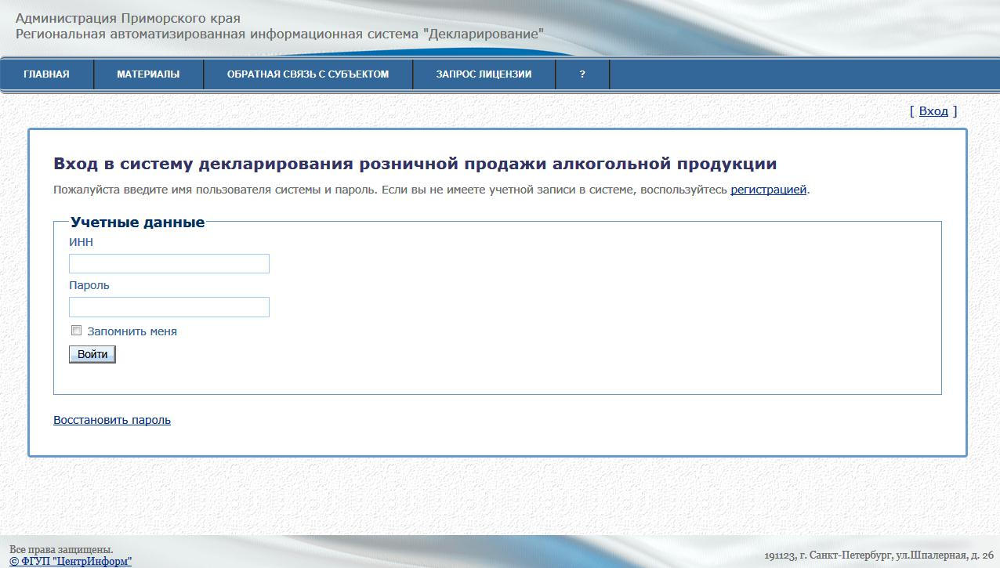 Администрация Приморского края
Региональная автоматизированная информационная система "Декларирование"
ГЛАВНАЯ МАТЕРИАЛЫ ОБРАТНАЯ СВЯЗЬ С СУБЪЕКТОМ ЗАПРОС ЛИЦЕНЗИИ ?
[ Вход ]
Вход в систему декларирования розничной продажи алкогольной продукции
Пожалуйста введите имя пользователя системы и пароль. Если вы не имеете учетной записи в системе, воспользуйтесь регистрацией.
Учетные данные
ИНН
Пароль
Запомнить меня
Войти
Восстановить пароль
Все права защищены.
© ФГУП "ЦентрИнформ"
191123, г. Санкт-Петербург, ул.Шпалерная, д. 26